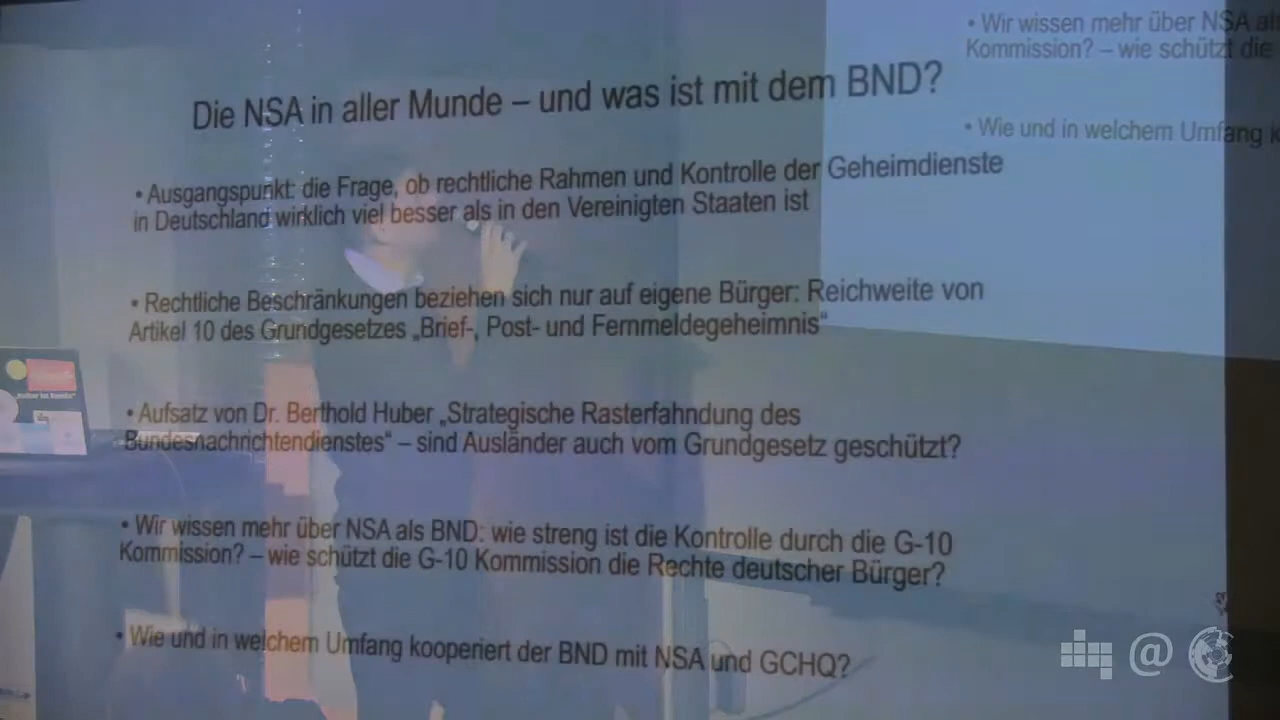 • Wir wissen mehr über NSA als
Kommission? – wie schützt die
• Wie und in welchem Umfang k
Die NSA in aller Munde – und was ist mit dem BND?
• Ausgangspunkt: die Frage, ob rechtliche Rahmen und Kontrolle der Geheimdienste
in Deutschland wirklich viel besser als in den Vereinigten Staaten ist
• Rechtliche Beschränkungen beziehen sich nur auf eigene Bürger: Reichweite von
Artikel 10 des Grundgesetzes „Brief-, Post- und Fernmeldegeheimnis“
• Aufsatz von Dr. Berthold Huber „Strategische Rasterfahndung des
Bundesnachrichtendienstes“ – sind Ausländer auch vom Grundgesetz geschützt?
• Wir wissen mehr über NSA als BND: wie streng ist die Kontrolle durch die G-10
Kommission? – wie schützt die G-10 Kommission die Rechte deutscher Bürger?
• Wie und in welchem Umfang kooperiert der BND mit NSA und GCHQ?
@